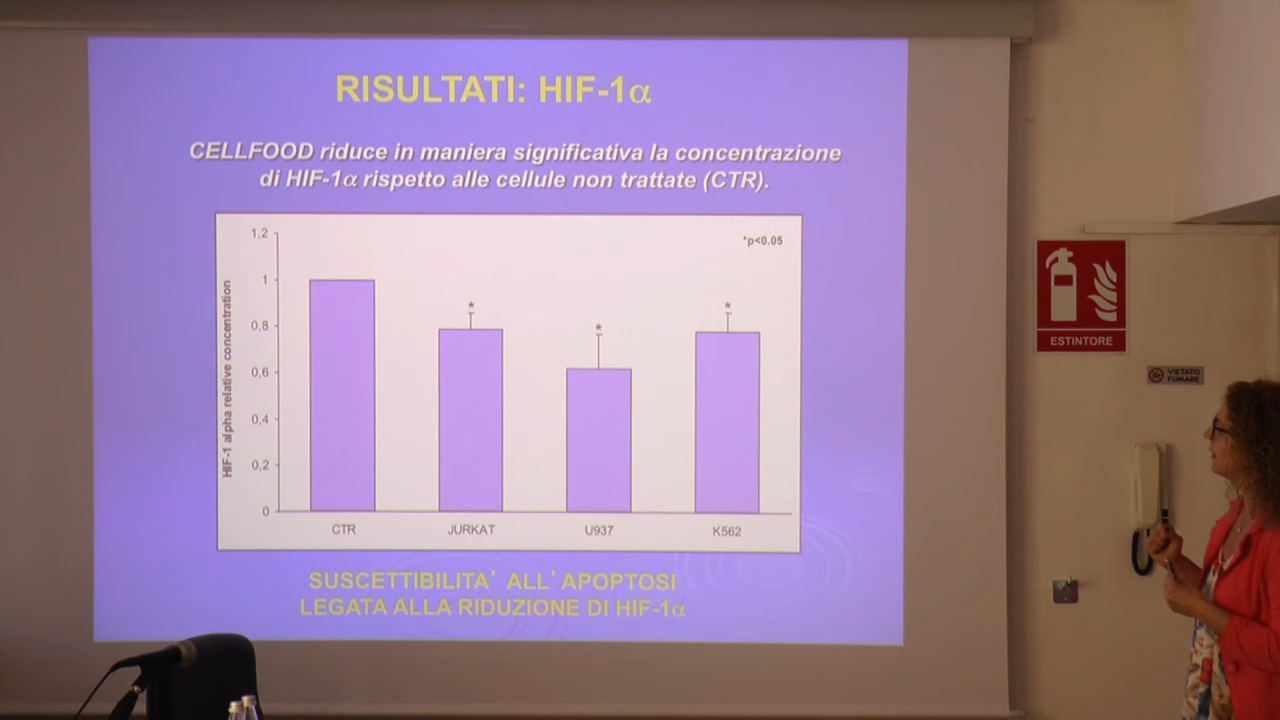 RISULTATI: HIF-1α
CELLFOOD riduce in maniera significativa la concentrazione
di HIF-1α rispetto alle cellule non trattate (CTR).
*p<0.05
HIF-1 alpha relative concentration
1,2
1
0,8
0,6
0,4
0,2
0
*
*
*
CTR JURKAT U937 K562
SUSCETTIBILITA' ALL' APOPTOSI
LEGATA ALLA RIDUZIONE DI HIF-1α
ESTINTORE
VIETATO
FUMARE